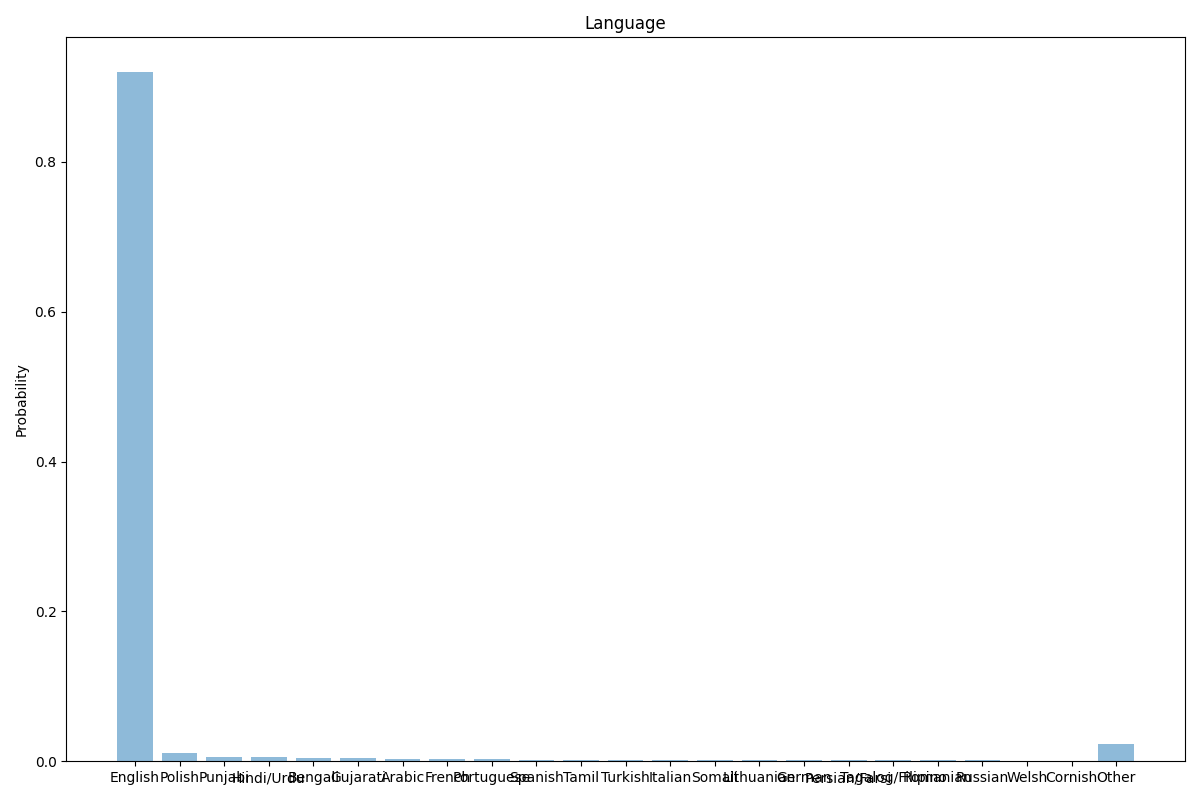 Language
Probability
0.8
0.6
0.4
0.2
0.0
English Polish Punjabi Hindi/Urdu Bengali Gujarati Arabic French Portuguese Spanish Tamil Turkish Italian Somali Lithuanian German Persian/Farsi Tagalog/Filipino Romanian Russian Welsh Cornish Other